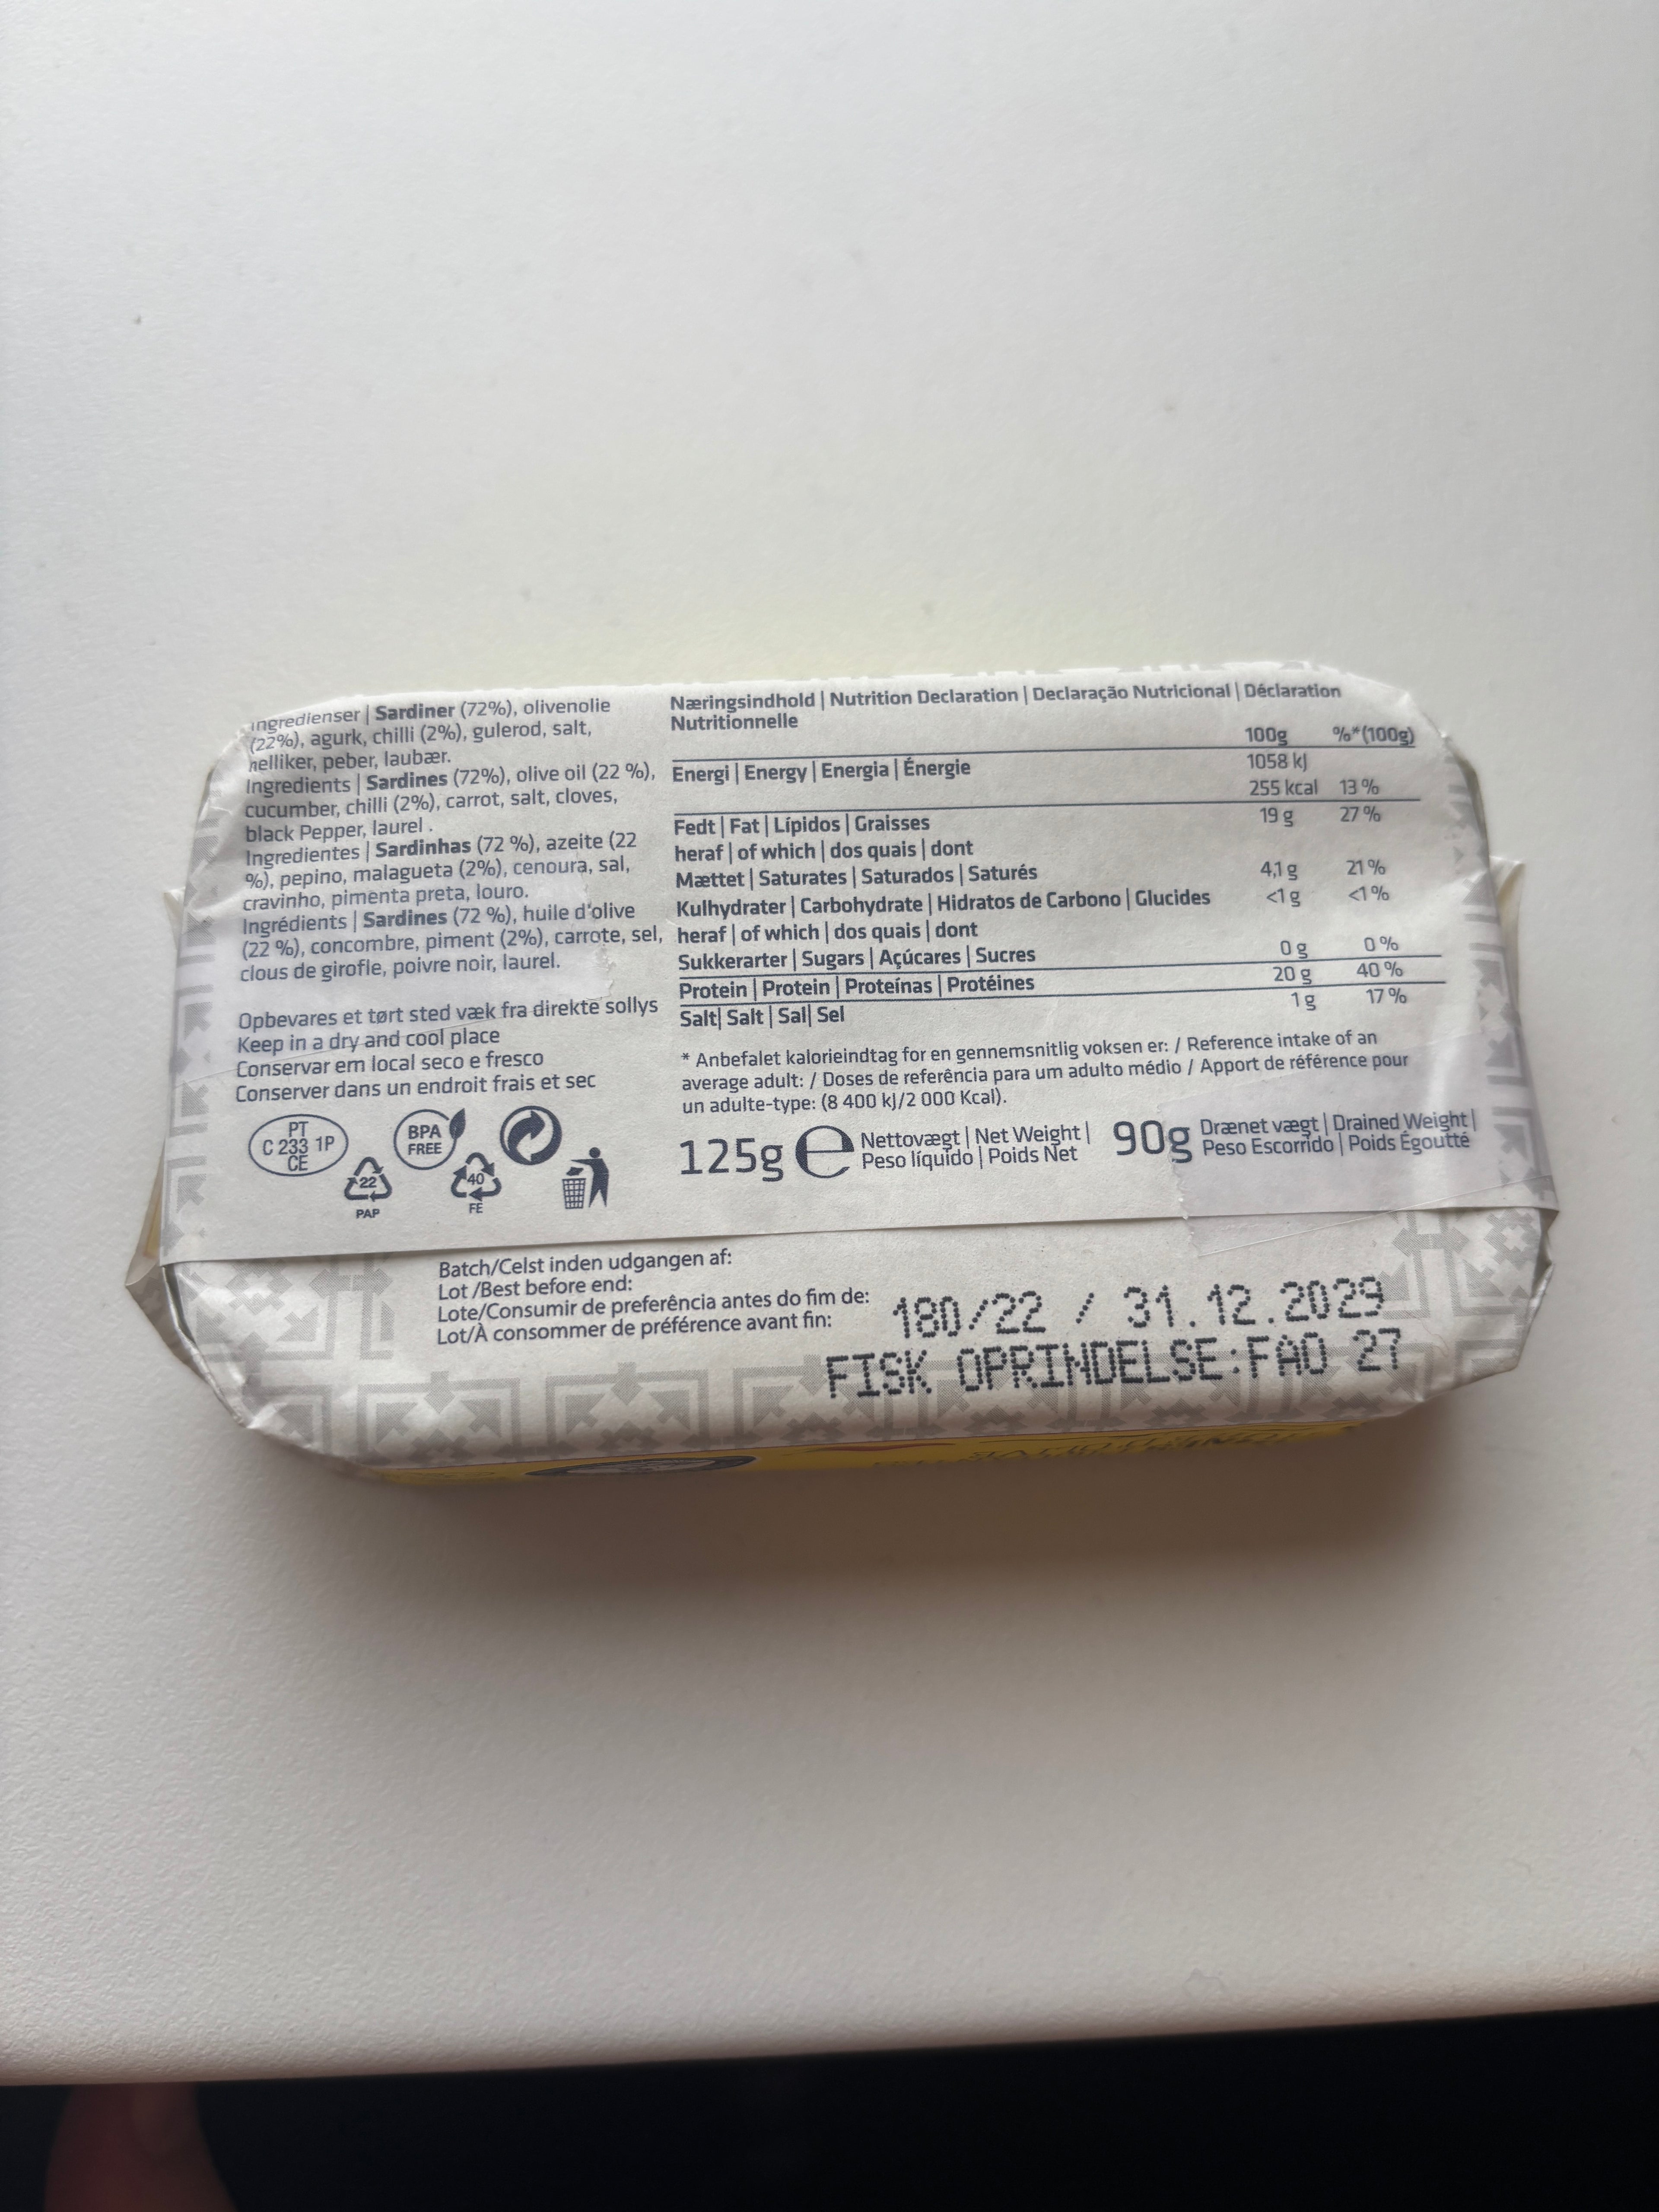 Ingredienser | Sardiner (72%), olivenolie
(22%), agurk, chilli (2%), gulerod, salt,
nelliker, peber, laubær.
Ingredients | Sardines (72%), olive oil (22 %),
cucumber, chilli (2%), carrot, salt, cloves,
black Pepper, laurel .
Ingredientes | Sardinhas (72 %), azeite (22
%), pepino, malagueta (2%), cenoura, sal,
cravinho, pimenta preta, louro.
Ingrédients | Sardines (72 %), huile d'olive
(22 %), concombre, piment (2%), carrote, sel,
clous de girofle, poivre noir, laurel.
Opbevares et tørt sted væk fra direkte sollys
Keep in a dry and cool place
Conservar em local seco e fresco
Conserver dans un endroit frais et sec
PT
C 233 1P
CE
BPA
FREE
22
PAP
40
FE
Næringsindhold | Nutrition Declaration | Declaração Nutricional | Déclaration
Nutritionnelle
100g %*(100g)
Energi | Energy | Energia | Énergie 1058 kJ
255 kcal 13 %
Fedt | Fat | Lípidos | Graisses 19 g 27 %
heraf | of which | dos quais | dont
Mættet | Saturates | Saturados | Saturés 4,1 g 21 %
Kulhydrater | Carbohydrate | Hidratos de Carbono | Glucides <1 g <1 %
heraf | of which | dos quais | dont
Sukkerarter | Sugars | Açúcares | Sucres 0 g 0 %
Protein | Protein | Proteínas | Protéines 20 g 40 %
Salt| Salt | Sal| Sel 1 g 17 %
* Anbefalet kalorieindtag for en gennemsnitlig voksen er: / Reference intake of an
average adult: / Doses de referência para um adulto médio / Apport de référence pour
un adulte-type: (8 400 kJ/2 000 Kcal).
125g e Nettovægt | Net Weight |
Peso líquido | Poids Net
90g Drænet vægt | Drained Weight |
Peso Escorrido | Poids Égoutté
Batch/Celst inden udgangen af:
Lot /Best before end:
Lote/Consumir de preferência antes do fim de:
Lot/À consommer de préférence avant fin:
180/22 / 31.12.2029
FISK OPRINDELSE:FAO 27